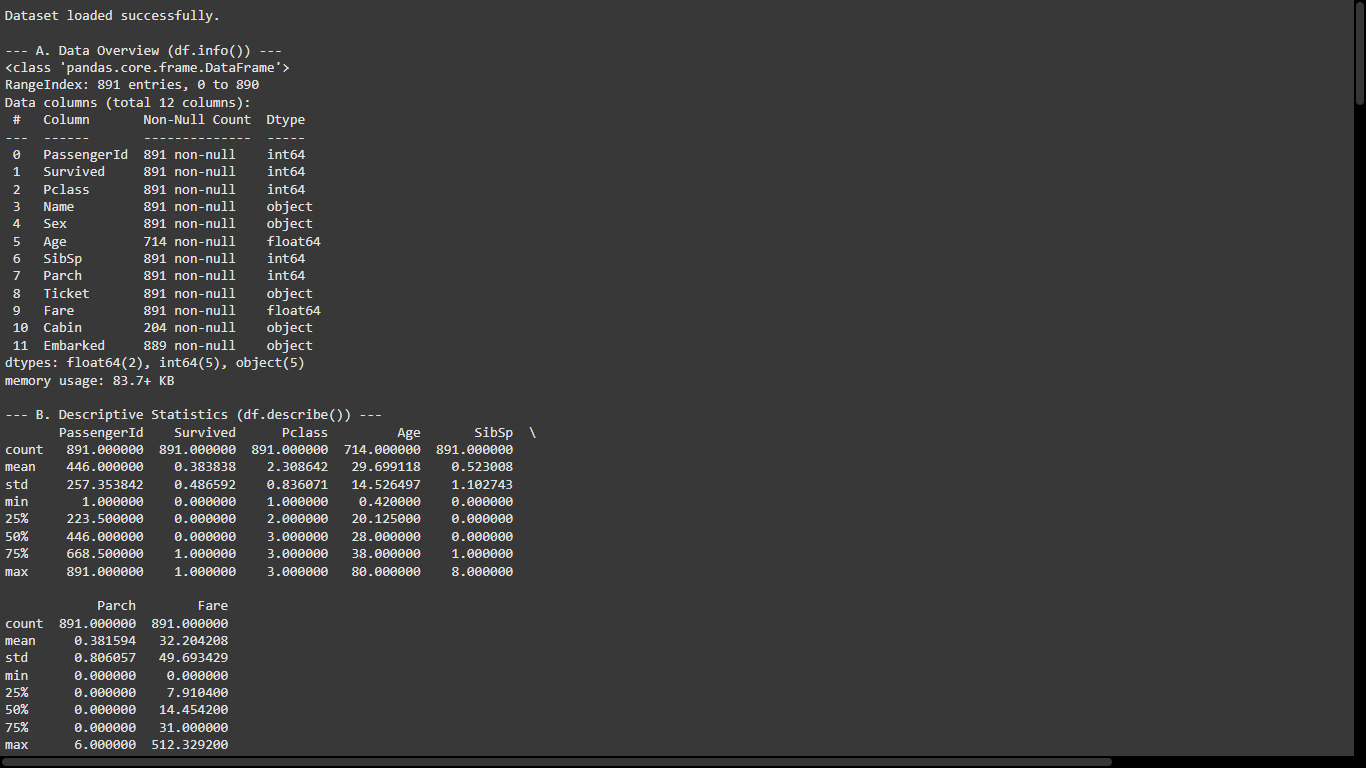 Dataset loaded successfully.

--- A. Data Overview (df.info()) ---
<class 'pandas.core.frame.DataFrame'>
RangeIndex: 891 entries, 0 to 890
Data columns (total 12 columns):
 #   Column       Non-Null Count  Dtype
---  ------       --------------  -----
 0   PassengerId  891 non-null    int64
 1   Survived     891 non-null    int64
 2   Pclass       891 non-null    int64
 3   Name         891 non-null    object
 4   Sex          891 non-null    object
 5   Age          714 non-null    float64
 6   SibSp        891 non-null    int64
 7   Parch        891 non-null    int64
 8   Ticket       891 non-null    object
 9   Fare         891 non-null    float64
 10  Cabin        204 non-null    object
 11  Embarked     889 non-null    object
dtypes: float64(2), int64(5), object(5)
memory usage: 83.7+ KB

--- B. Descriptive Statistics (df.describe()) ---
       PassengerId    Survived      Pclass         Age       SibSp  \
count   891.000000  891.000000  891.000000  714.000000  891.000000
mean    446.000000    0.383838    2.308642   29.699118    0.523008
std     257.353842    0.486592    0.836071   14.526497    1.102743
min       1.000000    0.000000    1.000000    0.420000    0.000000
25%     223.500000    0.000000    2.000000   20.125000    0.000000
50%     446.000000    0.000000    3.000000   28.000000    0.000000
75%     668.500000    1.000000    3.000000   38.000000    1.000000
max     891.000000    1.000000    3.000000   80.000000    8.000000

            Parch        Fare
count  891.000000  891.000000
mean     0.381594   32.204208
std      0.806057   49.693429
min      0.000000    0.000000
25%      0.000000    7.910400
50%      0.000000   14.454200
75%      0.000000   31.000000
max      6.000000  512.329200